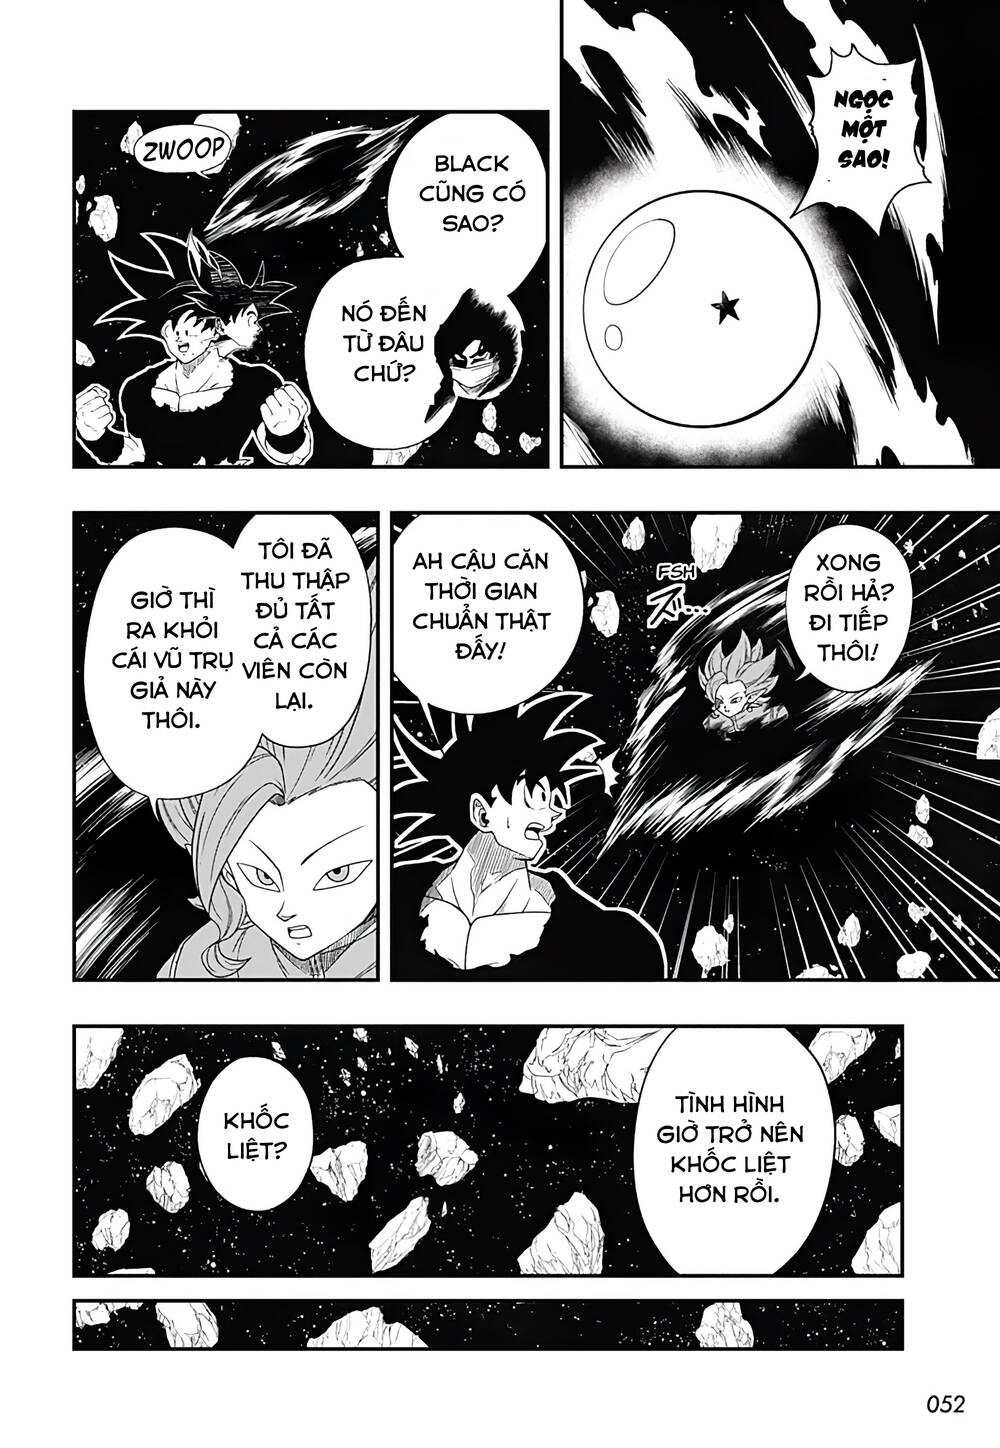 NGỌC
MỘT
SAO!
BLACK
CŨNG CÓ
SAO?
NÓ ĐẾN
TỪ ĐÂU
CHỨ?
ZWOOP
XONG
RỒI HẢ?
ĐI TIẾP
THÔI!
FSH
ズ...
AH CẬU CĂN
THỜI GIAN
CHUẨN THẬT
ĐẤY!
TÔI ĐÃ
THU THẬP
ĐỦ TẤT
CẢ CÁC
VIÊN CÒN
LẠI.
GIỜ THÌ
RA KHỎI
CÁI VŨ TRỤ
GIẢ NÀY
THÔI.
TÌNH HÌNH
GIỜ TRỞ NÊN
KHỐC LIỆT
HƠN RỒI.
KHỐC
LIỆT?
052